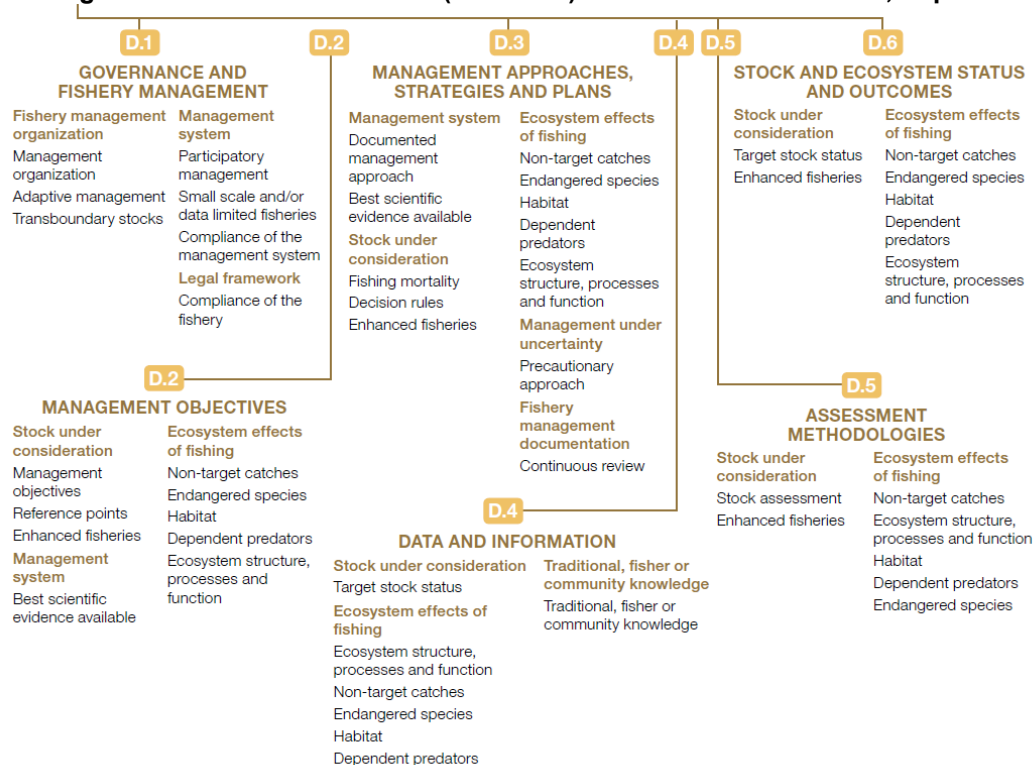 D.1
GOVERNANCE AND
FISHERY MANAGEMENT
Fishery management
organization
Management
organization
Adaptive management
Transboundary stocks
Management
system
Participatory
management
Small scale and/or
data limited fisheries
Compliance of the
management system
Legal framework
Compliance of the
fishery
D.2
D.3
MANAGEMENT APPROACHES,
STRATEGIES AND PLANS
Management system
Documented
management
approach
Best scientific
evidence available
Stock under
consideration
Fishing mortality
Decision rules
Enhanced fisheries
Ecosystem effects
of fishing
Non-target catches
Endangered species
Habitat
Dependent
predators
Ecosystem
structure, processes
and function
Management under
uncertainty
Precautionary
approach
Fishery
management
documentation
Continuous review
D.4
D.5
D.6
STOCK AND ECOSYSTEM STATUS
AND OUTCOMES
Stock under
consideration
Target stock status
Enhanced fisheries
Ecosystem effects
of fishing
Non-target catches
Endangered species
Habitat
Dependent
predators
Ecosystem
structure, processes
and function
D.2
MANAGEMENT OBJECTIVES
Stock under
consideration
Management
objectives
Reference points
Enhanced fisheries
Management
system
Best scientific
evidence available
Ecosystem effects
of fishing
Non-target catches
Endangered species
Habitat
Dependent predators
Ecosystem structure,
processes and
function
D.4
DATA AND INFORMATION
Stock under consideration
Target stock status
Ecosystem effects of
fishing
Ecosystem structure,
processes and function
Non-target catches
Endangered species
Habitat
Dependent predators
Traditional, fisher or
community knowledge
Traditional, fisher or
community knowledge
D.5
ASSESSMENT
METHODOLOGIES
Stock under
consideration
Stock assessment
Enhanced fisheries
Ecosystem effects
of fishing
Non-target catches
Ecosystem structure,
processes and function
Habitat
Dependent predators
Endangered species